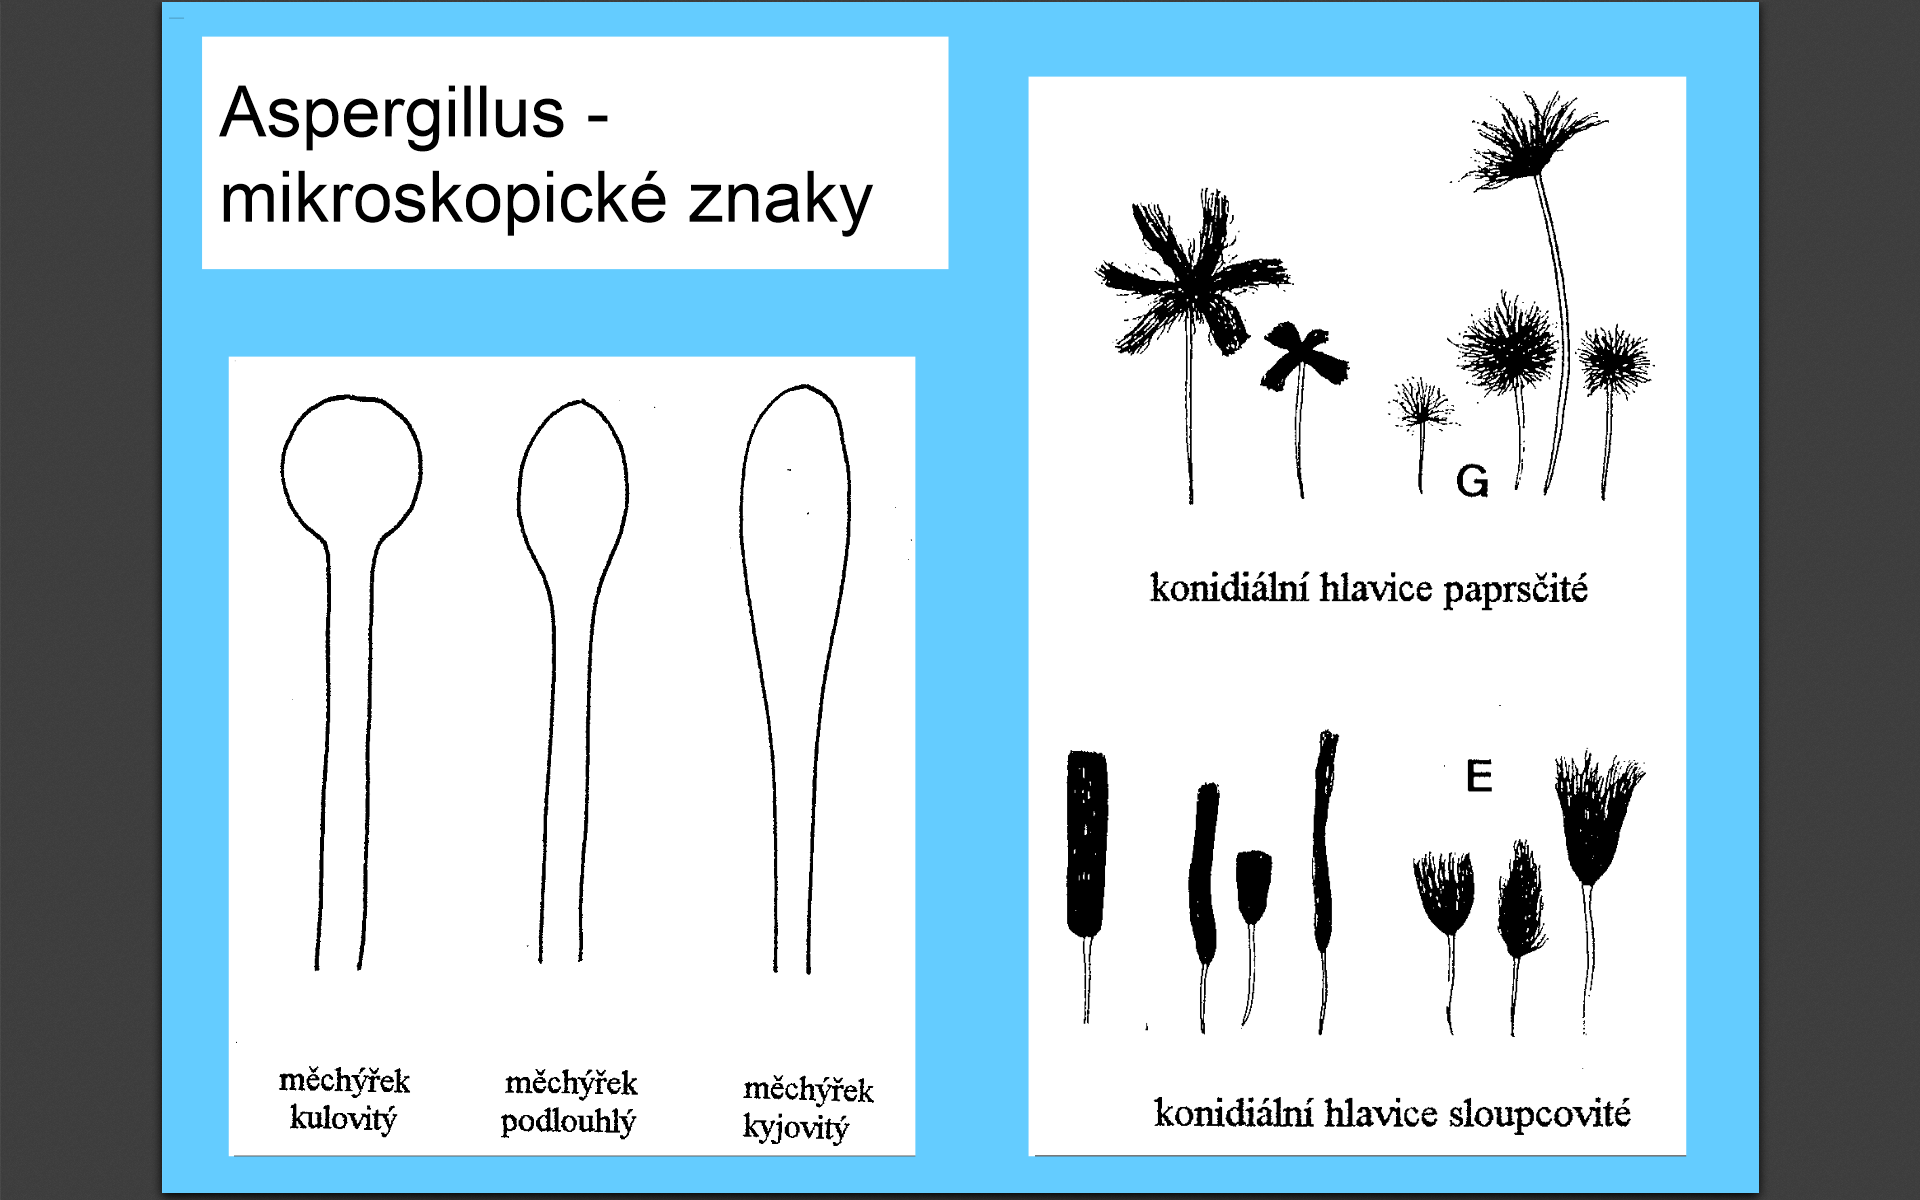 Aspergillus -
mikroskopické znaky
měchýřek
kulovitý
měchýřek
podlouhlý
měchýřek
kyjovitý
G
konidiální hlavice paprsčité
E
konidiální hlavice sloupcovité